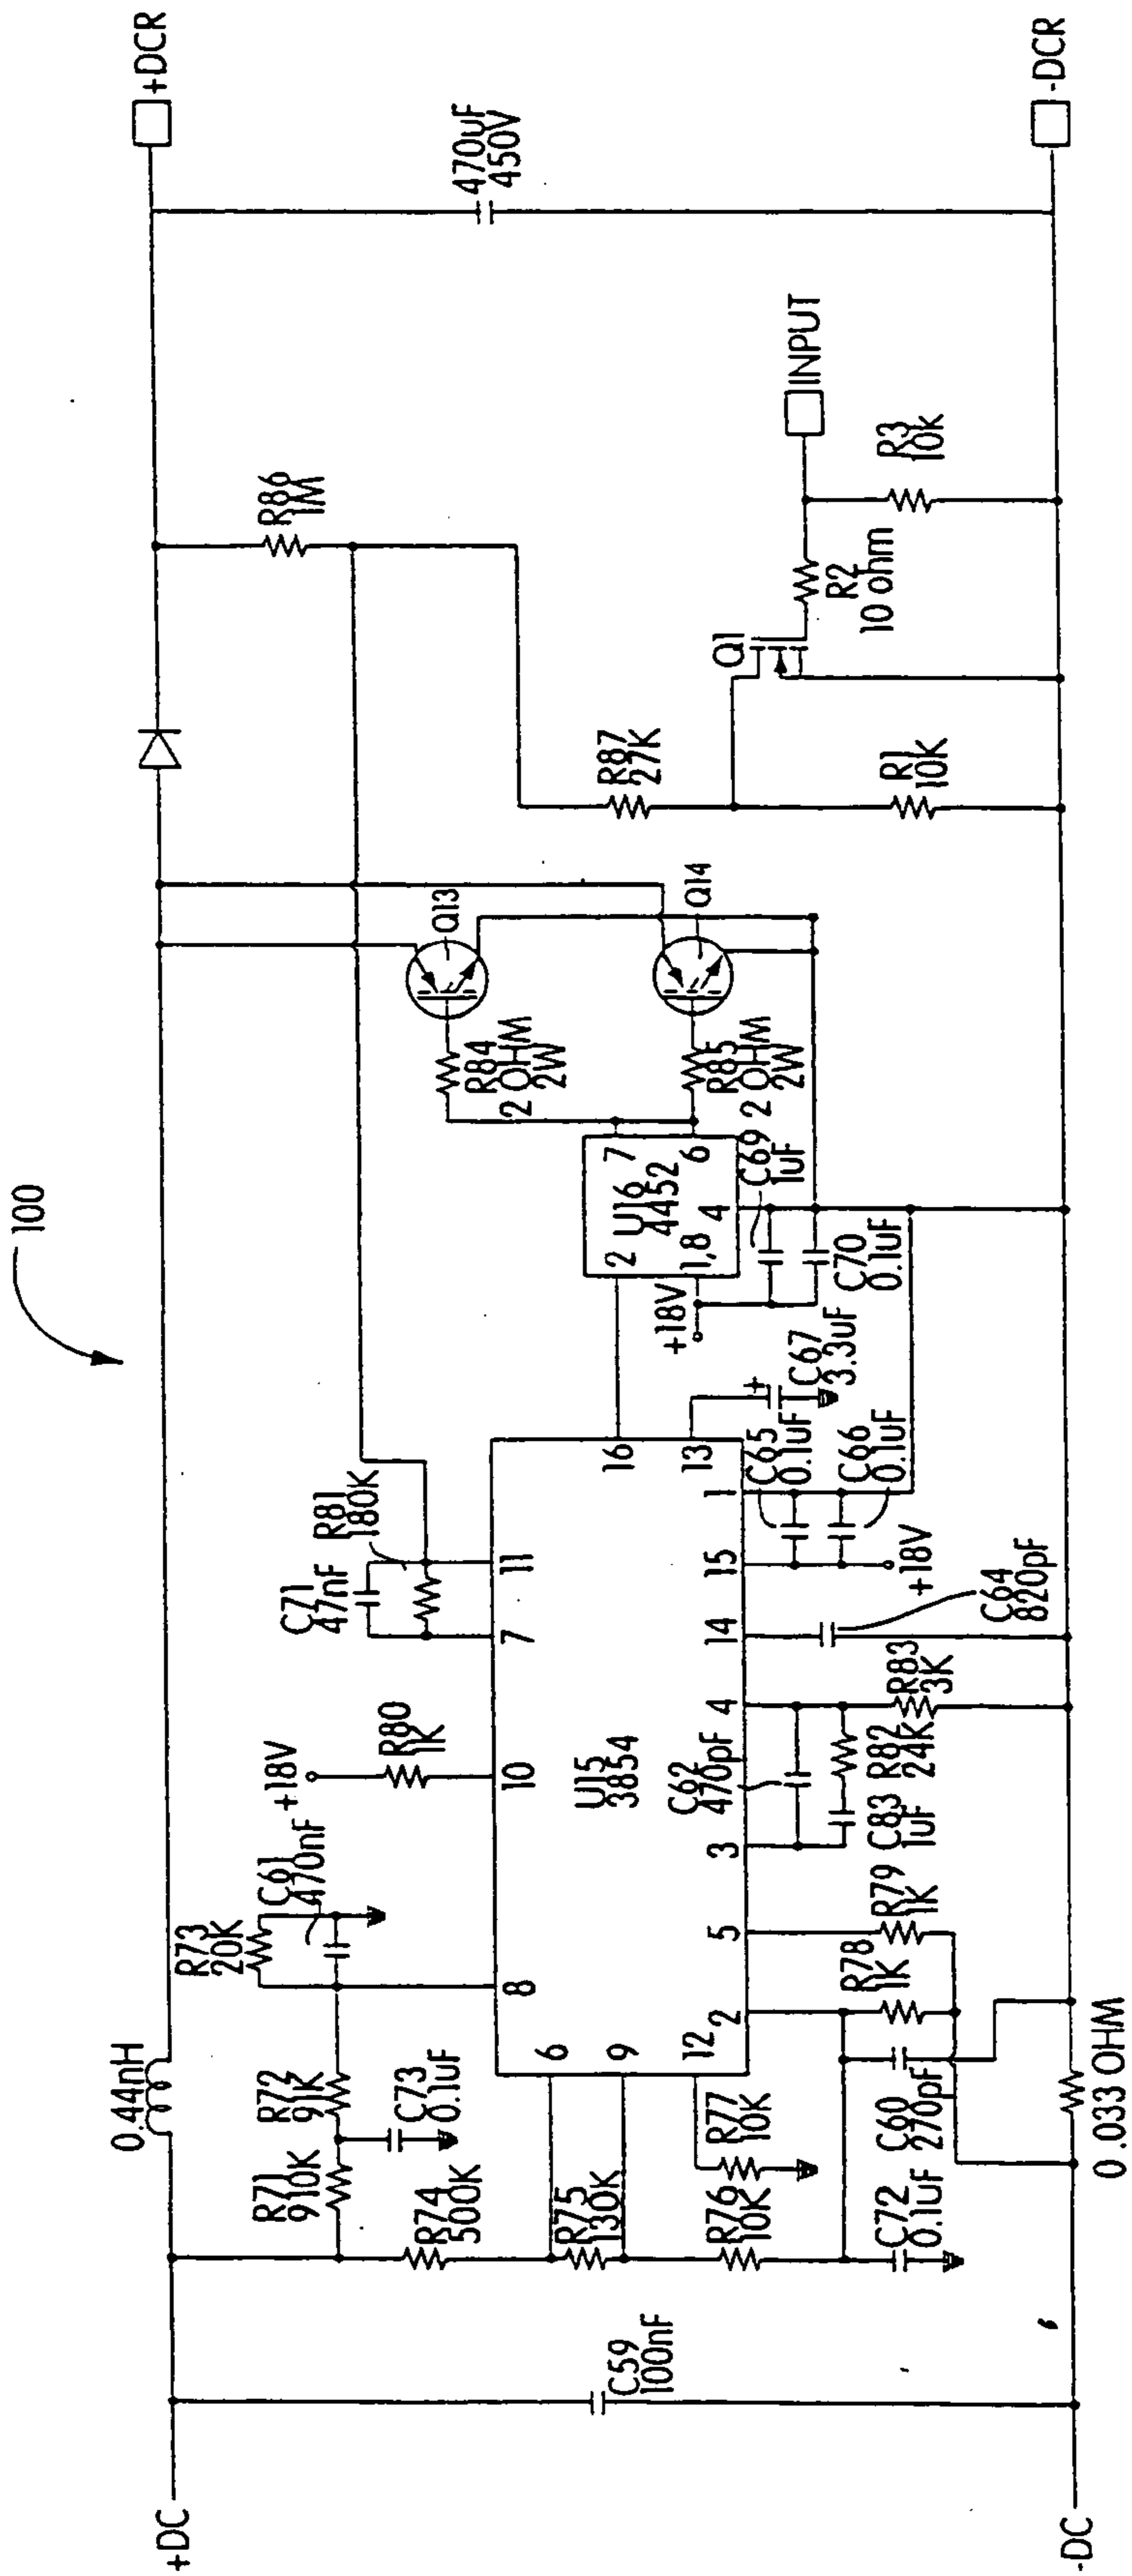 100
+DC
-DC
+DCR
-DCR
0.44nH
C59
100nF
R71
910K
R72
91K
R73
20K
C61
470nF
C73
0.1uF
R74
500K
R75
130K
R76
10K
R77
10K
C72
0.1uF
C60
270pF
R78
1K
R79
1K
0.033 OHM
+18V
R80
1K
C71
47nF
R81
180K
U15
3854
8
10
7
11
6
9
12
2
5
3
4
14
15
1
13
16
C62
470pF
C83
1uF
R82
24K
R83
3K
C64
820pF
+18V
C65
0.1uF
C66
0.1uF
C67
3.3uF
+
+18V
U16
4452
2
1,8
4
7
6
C69
1uF
C70
0.1uF
R84
2 OHM
2W
R85
2 OHM
2W
Q13
Q14
R86
1M
R87
27K
R1
10K
Q1
R2
10 ohm
R3
10k
INPUT
470uF
450V